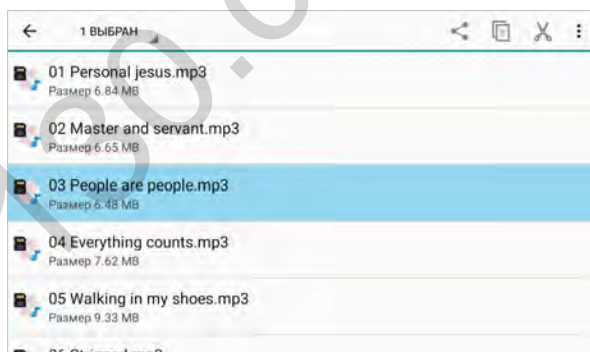 1 ВЫБРАН
01 Personal jesus.mp3
Размер 6.84 MB
02 Master and servant.mp3
Размер 6.65 MB
03 People are people.mp3
Размер 6.48 MB
04 Everything counts.mp3
Размер 7.62 MB
05 Walking in my shoes.mp3
Размер 9.33 MB